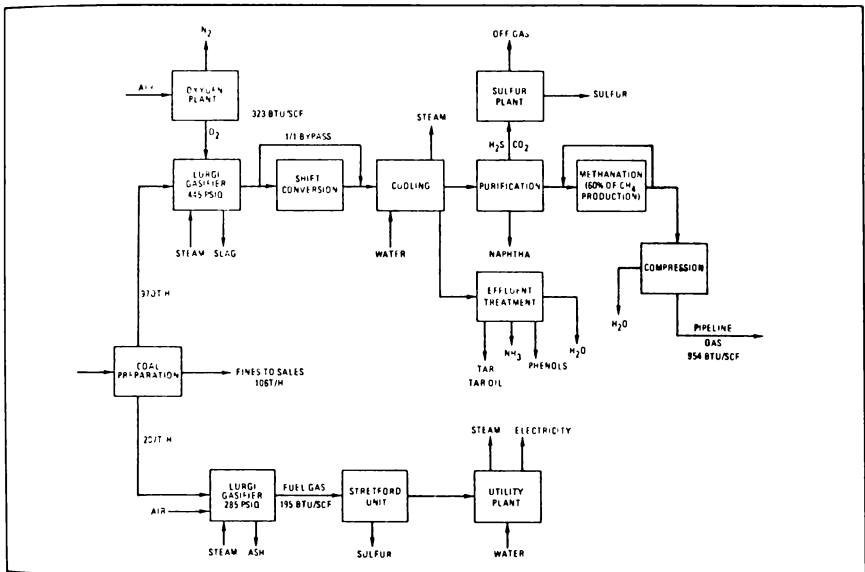 N2
OFF GAS
AIR
OXYGEN
PLANT
SULFUR
PLANT
SULFUR
O2
323 BTU/SCF
STEAM
1/1 BYPASS
H2S CO2
LURGI
GASIFIER
445 PSIG
SHIFT
CONVERSION
COOLING
PURIFICATION
METHANATION
(60% OF CH4
PRODUCTION)
STEAM SLAG
WATER
NAPHTHA
COMPRESSION
EFFLUENT
TREATMENT
H2O
PIPELINE
GAS
954 BTU/SCF
TAR
TAR OIL
NH3
PHENOLS
H2O
COAL
PREPARATION
FINES TO SALES
106T/H
STEAM ELECTRICITY
LURGI
GASIFIER
285 PSIG
FUEL GAS
195 BTU/SCF
STRETFORD
UNIT
UTILITY
PLANT
AIR
STEAM ASH
SULFUR
WATER